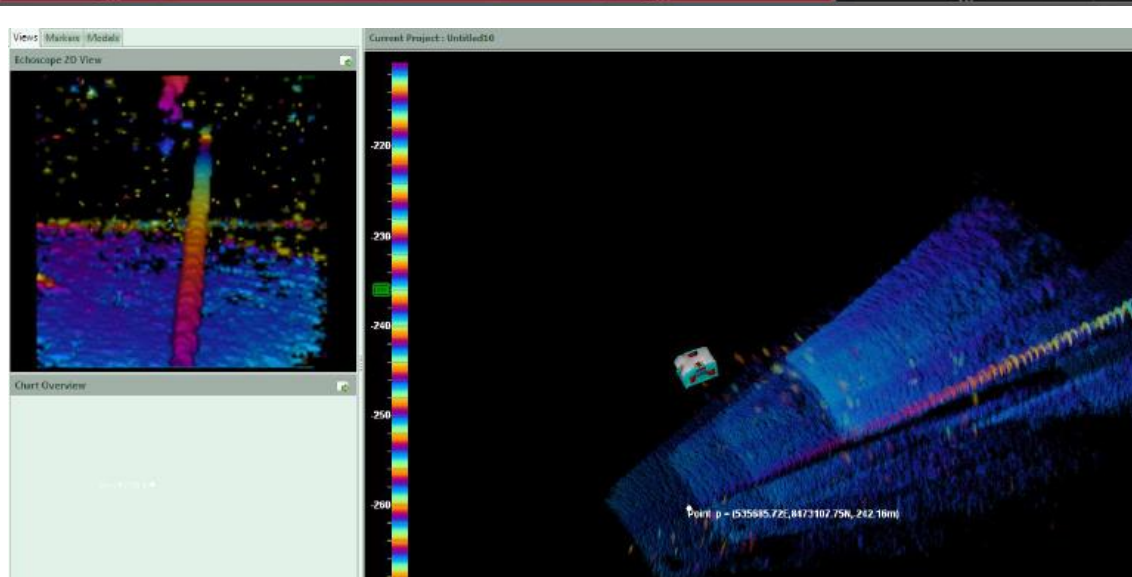 Views Markers Models
Current Project : Untitled10
Echoscope 2D View
-220
-230
-240
-250
-260
Chart Overview
Point p = (535685.72E,8473107.75N,-242.16m)